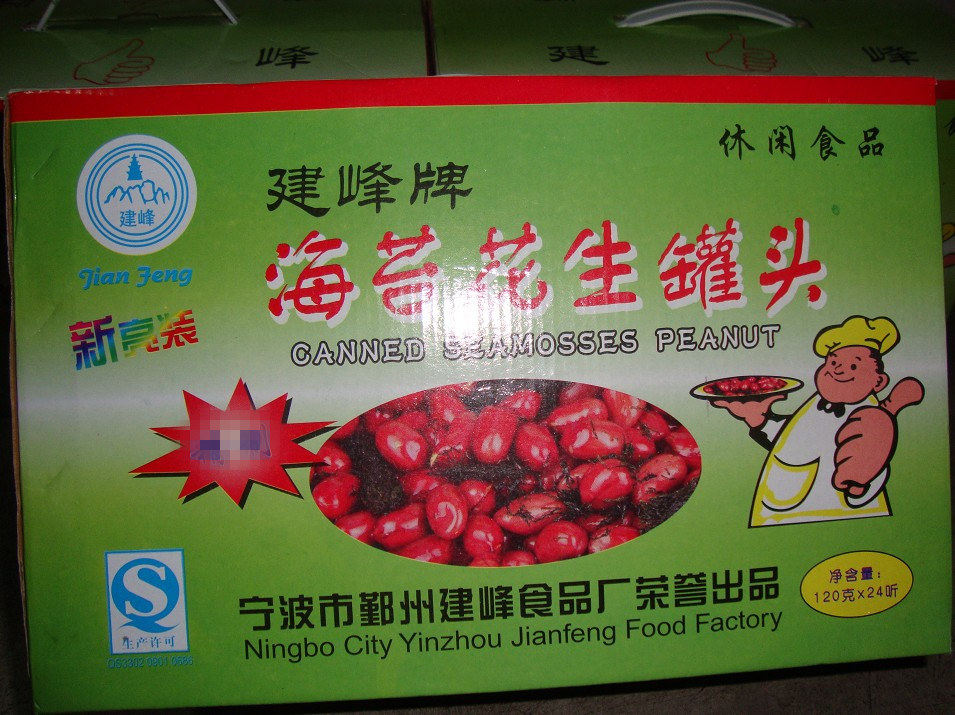 建峰
建峰
休闲食品
建峰
Jian Feng
建峰牌
海苔花生罐头
CANNED SEAMOSSES PEANUT
新亮装
生产许可
QS3302 0801 0563
宁波市鄞州建峰食品厂荣誉出品
Ningbo City Yinzhou Jianfeng Food Factory
净含量：
120克×24听